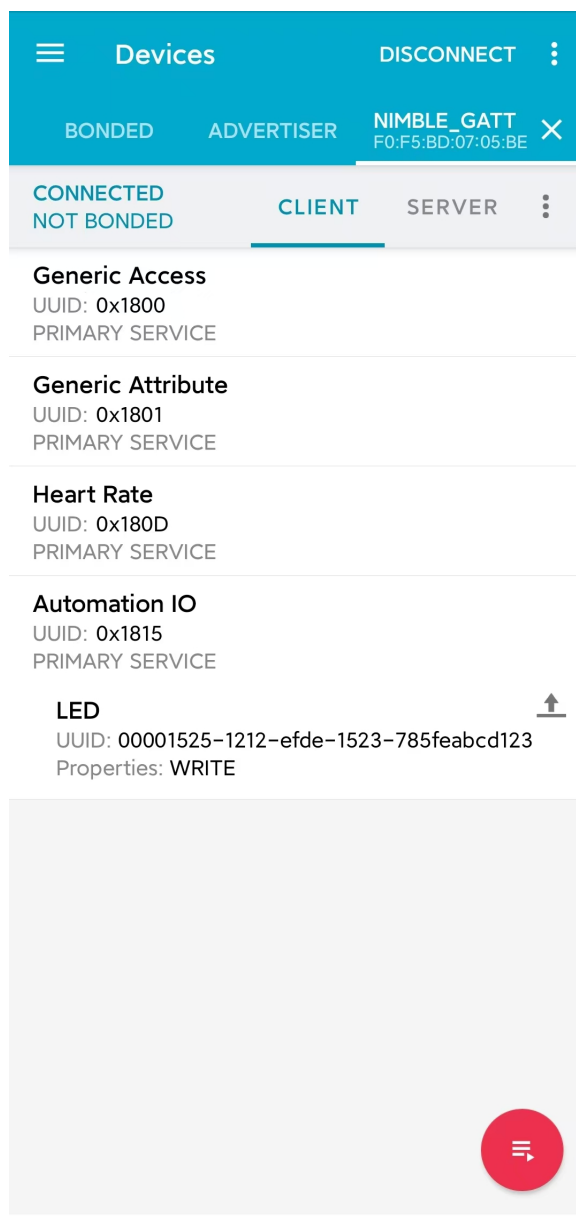 Devices DISCONNECT
BONDED ADVERTISER NIMBLE_GATT
F0:F5:BD:07:05:BE
CONNECTED
NOT BONDED
CLIENT SERVER
Generic Access
UUID: 0x1800
PRIMARY SERVICE
Generic Attribute
UUID: 0x1801
PRIMARY SERVICE
Heart Rate
UUID: 0x180D
PRIMARY SERVICE
Automation IO
UUID: 0x1815
PRIMARY SERVICE
LED
UUID: 00001525-1212-efde-1523-785feabcd123
Properties: WRITE